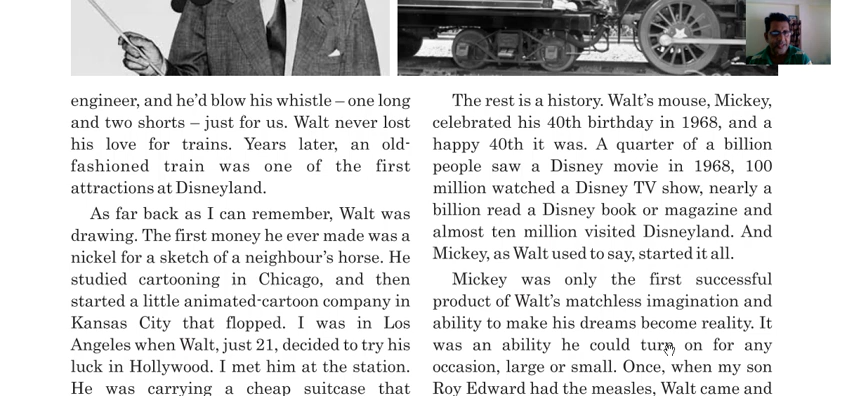 engineer, and he'd blow his whistle – one long
and two shorts – just for us. Walt never lost
his love for trains. Years later, an old-
fashioned train was one of the first
attractions at Disneyland.
As far back as I can remember, Walt was
drawing. The first money he ever made was a
nickel for a sketch of a neighbour's horse. He
studied cartooning in Chicago, and then
started a little animated-cartoon company in
Kansas City that flopped. I was in Los
Angeles when Walt, just 21, decided to try his
luck in Hollywood. I met him at the station.
He was carrying a cheap suitcase that
The rest is a history. Walt's mouse, Mickey,
celebrated his 40th birthday in 1968, and a
happy 40th it was. A quarter of a billion
people saw a Disney movie in 1968, 100
million watched a Disney TV show, nearly a
billion read a Disney book or magazine and
almost ten million visited Disneyland. And
Mickey, as Walt used to say, started it all.
Mickey was only the first successful
product of Walt's matchless imagination and
ability to make his dreams become reality. It
was an ability he could turn on for any
occasion, large or small. Once, when my son
Roy Edward had the measles, Walt came and